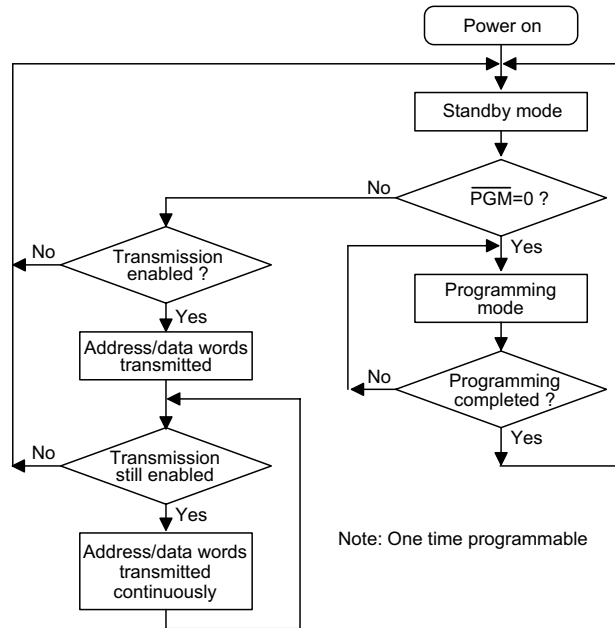 Power on
Standby mode
PGM=0 ?
No
Yes
Transmission
enabled ?
No
Yes
Programming
mode
Address/data words
transmitted
Programming
completed ?
No
Yes
Transmission
still enabled
No
Yes
Address/data words
transmitted
continuously
Note: One time programmable